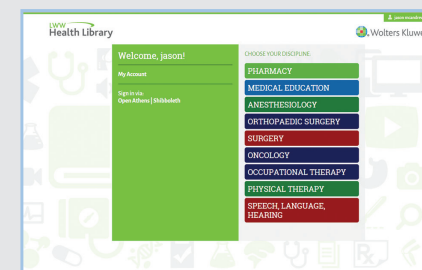 LWW
Health Library
Wolters Kluwe
Welcome, jason!
My Account
Sign in via:
Open Athens | Shibboleth
CHOOSE YOUR DISCIPLINE.
PHARMACY
MEDICAL EDUCATION
ANESTHESIOLOGY
ORTHOPAEDIC SURGERY
SURGERY
ONCOLOGY
OCCUPATIONAL THERAPY
PHYSICAL THERAPY
SPEECH, LANGUAGE,
HEARING